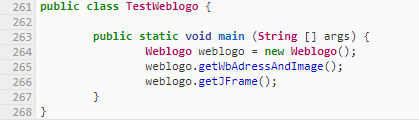 261 public class TestWeblogo {
262
263 public static void main (String [] args) {
264 Weblogo weblogo = new Weblogo();
265 weblogo.getWbAdressAndImage();
266 weblogo.getJFrame();
267 }
268 }